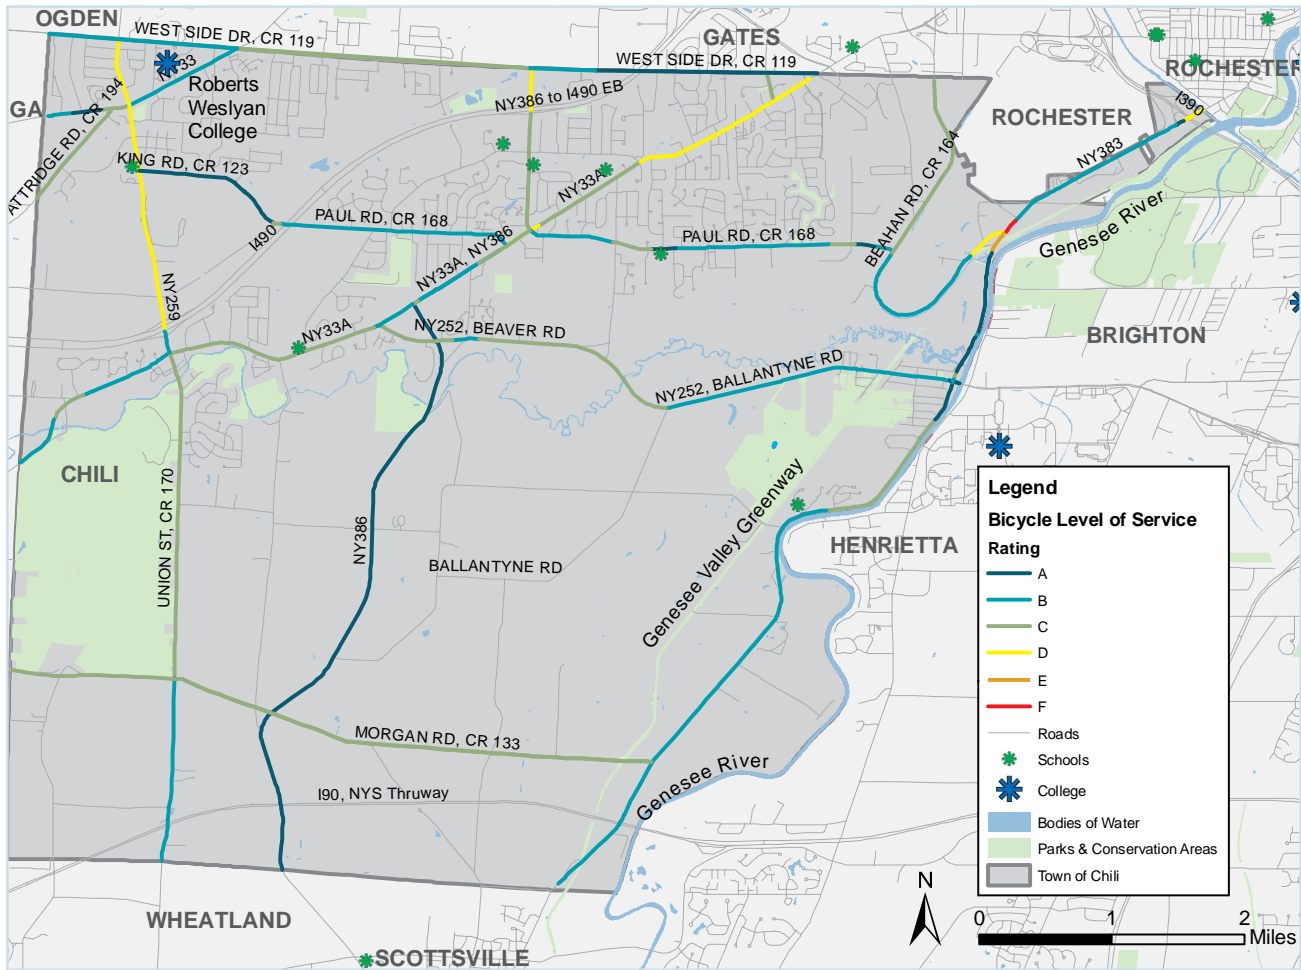 OGDEN
WEST SIDE DR, CR 119
GATES
WEST SIDE DR, CR 119
ROCHESTER
NY33
Roberts
Weslyan
College
GA
ATTRIDGE RD, CR 194
NY386 to I490 EB
I390
ROCHESTER
NY383
KING RD, CR 123
NY33A
BEAHAN RD, CR 164
PAUL RD, CR 168
PAUL RD, CR 168
I490
NY33A, NY386
Genesee River
NY259
NY33A
NY252, BEAVER RD
BRIGHTON
NY252, BALLANTYNE RD
CHILI
UNION ST, CR 170
NY386
BALLANTYNE RD
Genesee Valley Greenway
HENRIETTA
MORGAN RD, CR 133
I90, NYS Thruway
Genesee River
WHEATLAND
SCOTTSVILLE
Legend
Bicycle Level of Service
Rating
A
B
C
D
E
F
Roads
Schools
College
Bodies of Water
Parks & Conservation Areas
Town of Chili
N
0 1 2
Miles